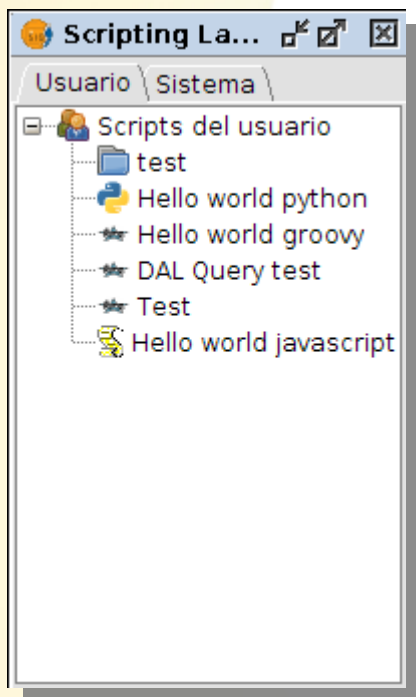 Scripting La...
Usuario Sistema
Scripts del usuario
test
Hello world python
Hello world groovy
DAL Query test
Test
Hello world javascript